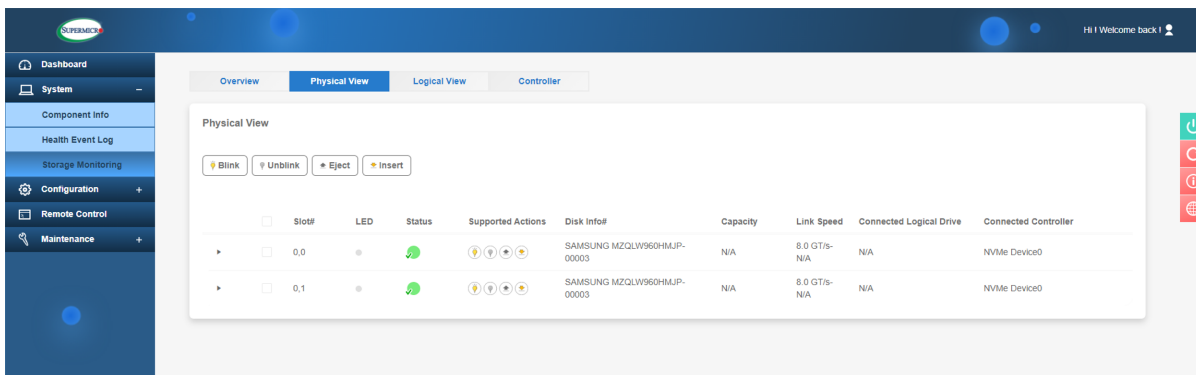 SUPERMICR
Hi ! Welcome back !
Dashboard
System −
Component Info
Health Event Log
Storage Monitoring
Configuration +
Remote Control
Maintenance +
Overview Physical View Logical View Controller
Physical View
Blink Unblink Eject Insert
Slot# LED Status Supported Actions Disk Info# Capacity Link Speed Connected Logical Drive Connected Controller
0,0 SAMSUNG MZQLW960HMJP-00003 N/A 8.0 GT/s-N/A N/A NVMe Device0
0,1 SAMSUNG MZQLW960HMJP-00003 N/A 8.0 GT/s-N/A N/A NVMe Device0